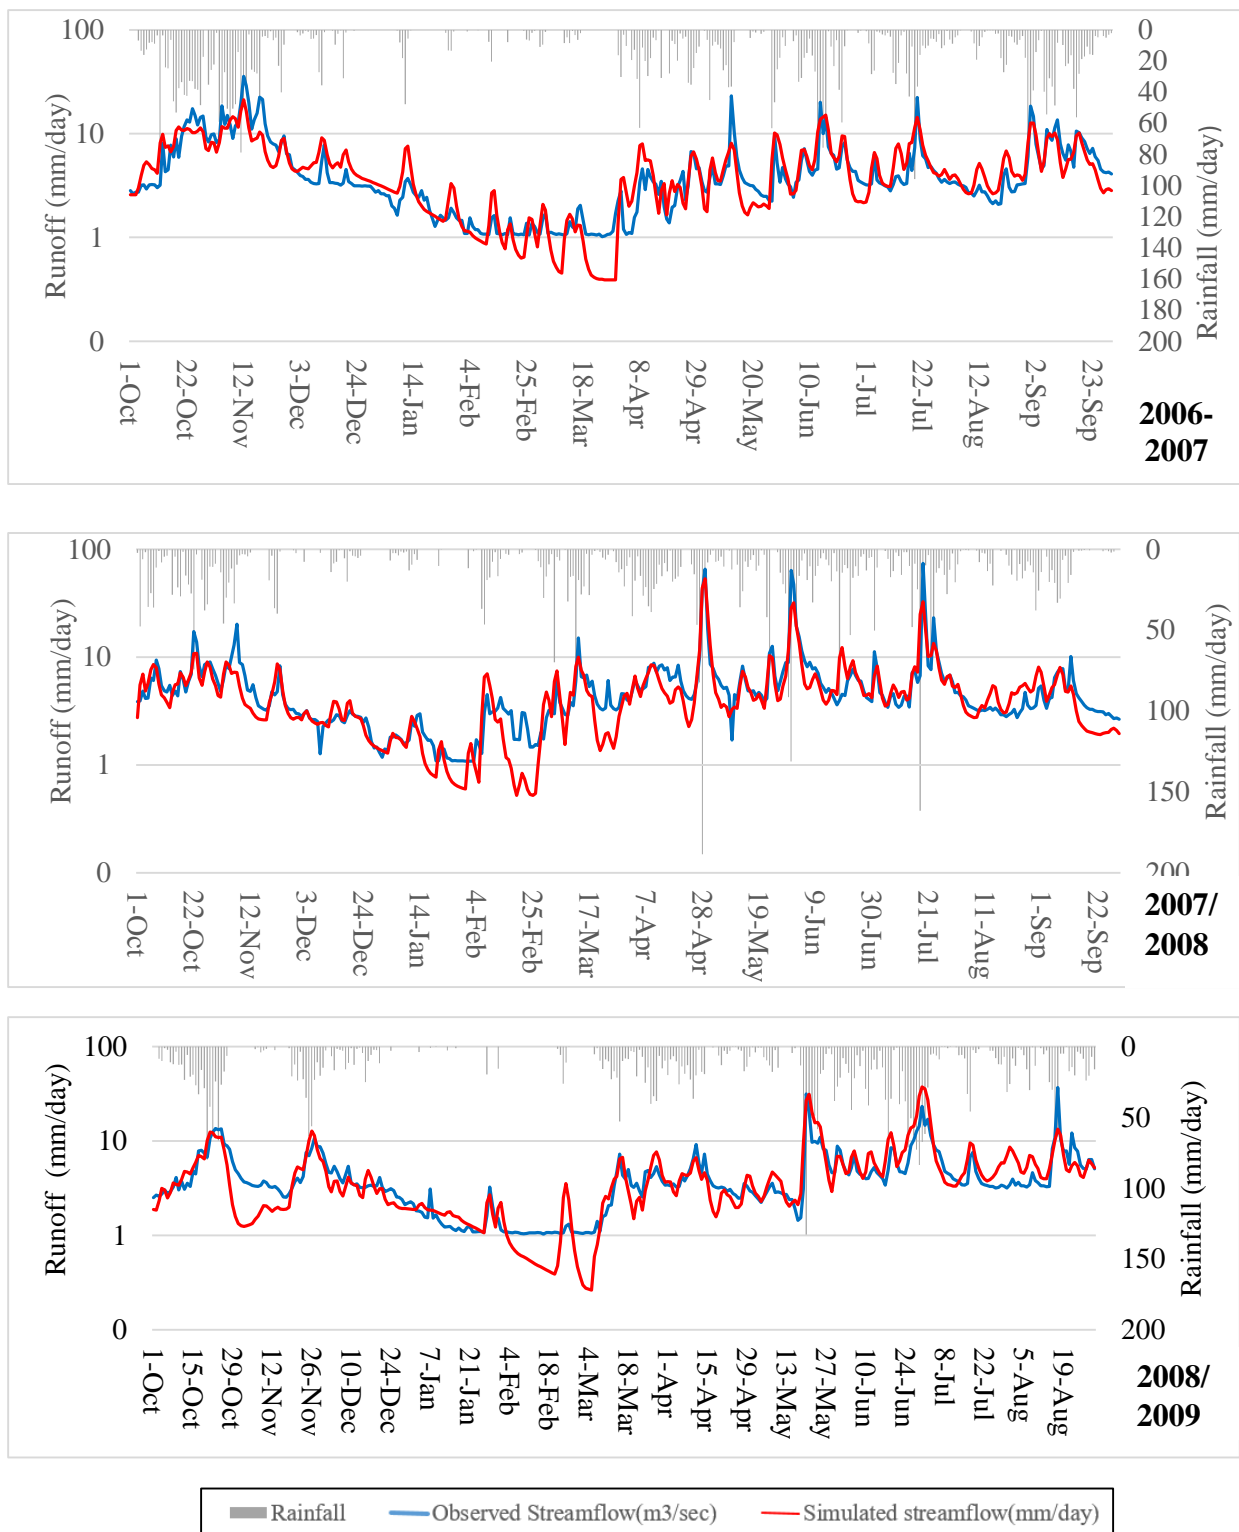 100
10
1
0
Runoff (mm/day)
0
20
40
60
80
100
120
140
160
180
200
Rainfall (mm/day)
1-Oct
22-Oct
12-Nov
3-Dec
24-Dec
14-Jan
4-Feb
25-Feb
18-Mar
8-Apr
29-Apr
20-May
10-Jun
1-Jul
22-Jul
12-Aug
2-Sep
23-Sep
2006-
2007
100
10
1
0
Runoff (mm/day)
0
50
100
150
200
Rainfall (mm/day)
1-Oct
22-Oct
12-Nov
3-Dec
24-Dec
14-Jan
4-Feb
25-Feb
17-Mar
7-Apr
28-Apr
19-May
9-Jun
30-Jun
21-Jul
11-Aug
1-Sep
22-Sep
2007/
2008
100
10
1
0
Runoff (mm/day)
0
50
100
150
200
Rainfall (mm/day)
1-Oct
15-Oct
29-Oct
12-Nov
26-Nov
10-Dec
24-Dec
7-Jan
21-Jan
4-Feb
18-Feb
4-Mar
18-Mar
1-Apr
15-Apr
29-Apr
13-May
27-May
10-Jun
24-Jun
8-Jul
22-Jul
5-Aug
19-Aug
2008/
2009
Rainfall Observed Streamflow(m3/sec) Simulated streamflow(mm/day)